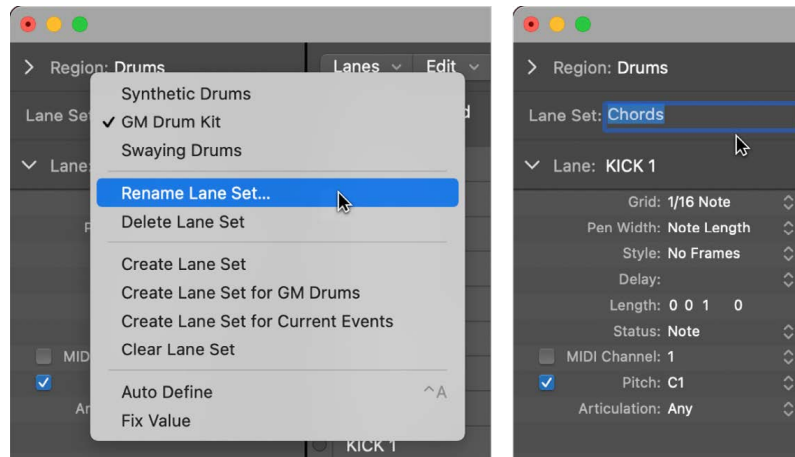 Region: Drums
Lanes
Edit
Lane Set
Synthetic Drums
GM Drum Kit
Swaying Drums
Lane:
Rename Lane Set...
Delete Lane Set
Create Lane Set
Create Lane Set for GM Drums
Create Lane Set for Current Events
Clear Lane Set
MID
Auto Define ^A
Fix Value
KICK 1
Region: Drums
Lane Set: Chords
Lane: KICK 1
Grid: 1/16 Note
Pen Width: Note Length
Style: No Frames
Delay:
Length: 0 0 1 0
Status: Note
MIDI Channel: 1
Pitch: C1
Articulation: Any